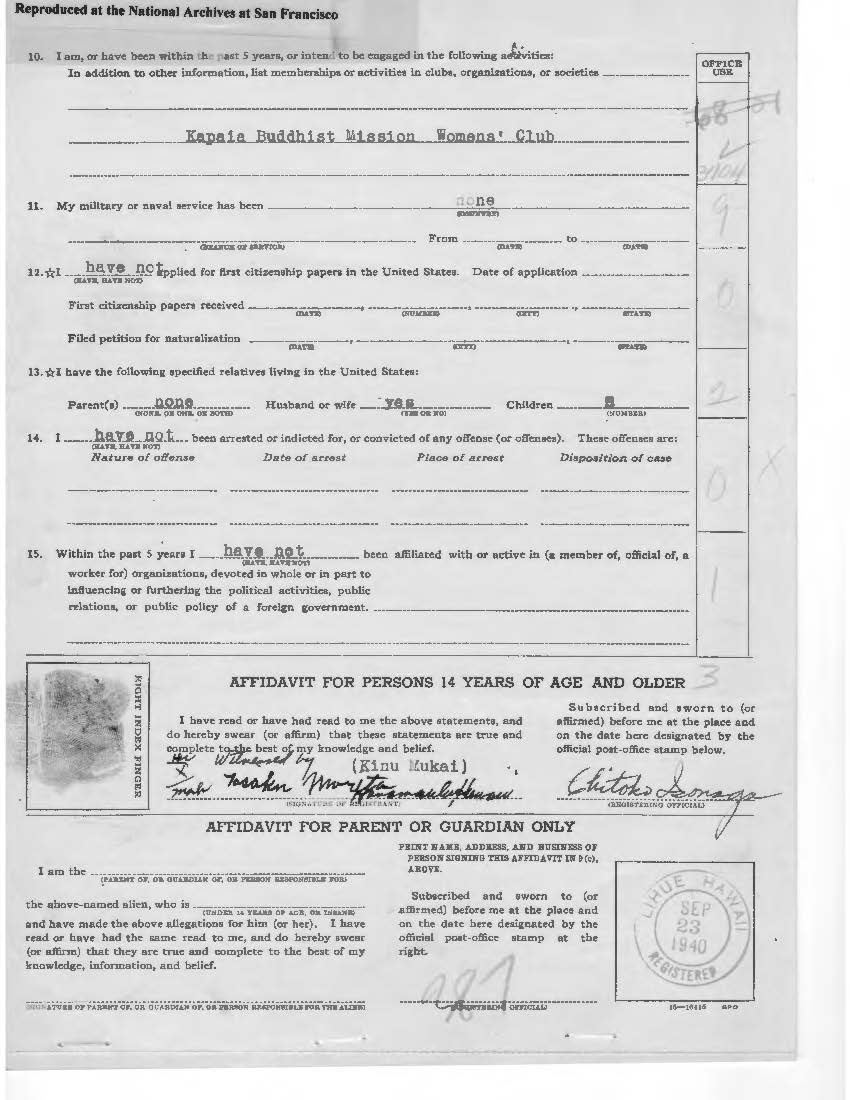 Reproduced at the National Archives at San Francisco
10. I am, or have been within the past 5 years, or intend to be engaged in the following activities:
In addition to other information, list memberships or activities in clubs, organizations, or societies
OFFICE
USE
68 21
Kapaia Buddhist Mission Womens' Club
3/104
11. My military or naval service has been none
(COUNTRY)
9
From to
(BRANCH OF SERVICE) (DATE) (DATE)
12.☆I have not applied for first citizenship papers in the United States. Date of application
(HAVE, HAVE NOT)
0
First citizenship papers received , , ,
(DATE) (NUMBER) (CITY) (STATE)
Filed petition for naturalization , ,
(DATE) (CITY) (STATE)
13.☆I have the following specified relatives living in the United States:
2
Parent(s) none Husband or wife yes Children
(NONE, OR ONE, OR BOTH) (YES OR NO) (NUMBER)
14. I have not been arrested or indicted for, or convicted of any offense (or offenses). These offenses are:
(HAVE, HAVE NOT)
Nature of offense Date of arrest Place of arrest Disposition of case
0 X
15. Within the past 5 years I have not been affiliated with or active in (a member of, official of, a
(HAVE, HAVE NOT)
worker for) organizations, devoted in whole or in part to
influencing or furthering the political activities, public
relations, or public policy of a foreign government.
1
RIGHT INDEX FINGER
AFFIDAVIT FOR PERSONS 14 YEARS OF AGE AND OLDER 3
I have read or have had read to me the above statements, and
do hereby swear (or affirm) that these statements are true and
complete to the best of my knowledge and belief.
Subscribed and sworn to (or
affirmed) before me at the place and
on the date here designated by the
official post-office stamp below.
Her Witnessed by
X (Kinu Mukai)
mark
(SIGNATURE OF REGISTRANT)
Chitoko Isonaga
(REGISTERING OFFICIAL)
AFFIDAVIT FOR PARENT OR GUARDIAN ONLY
I am the
(PARENT OF, OR GUARDIAN OF, OR PERSON RESPONSIBLE FOR)
the above-named alien, who is
(UNDER 14 YEARS OF AGE, OR INSANE)
and have made the above allegations for him (or her). I have
read or have had the same read to me, and do hereby swear
(or affirm) that they are true and complete to the best of my
knowledge, information, and belief.
(SIGNATURE OF PARENT OF, OR GUARDIAN OF, OR PERSON RESPONSIBLE FOR THE ALIEN)
PRINT NAME, ADDRESS, AND BUSINESS OF
PERSON SIGNING THIS AFFIDAVIT IN 9 (c),
ABOVE.
Subscribed and sworn to (or
affirmed) before me at the place and
on the date here designated by the
official post-office stamp at the
right.
987
(REGISTERING OFFICIAL)
LIHUE HAWAII
SEP
23
1940
REGISTERED
16—16415 GPO